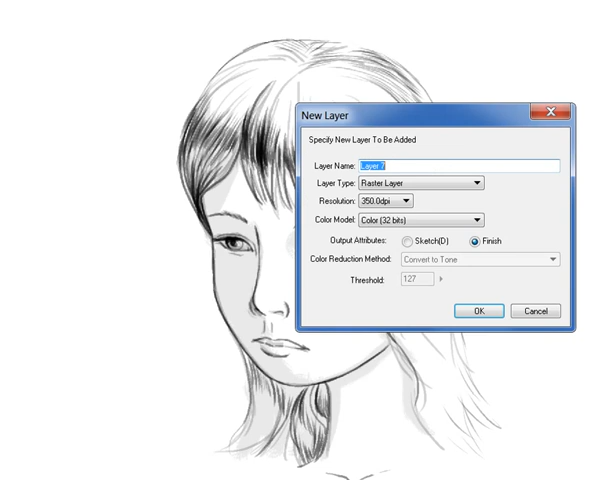 New Layer
Specify New Layer To Be Added
Layer Name: Layer 7
Layer Type: Raster Layer
Resolution: 350.0dpi
Color Model: Color (32 bits)
Output Attributes: Sketch(D) Finish
Color Reduction Method: Convert to Tone
Threshold: 127
OK Cancel